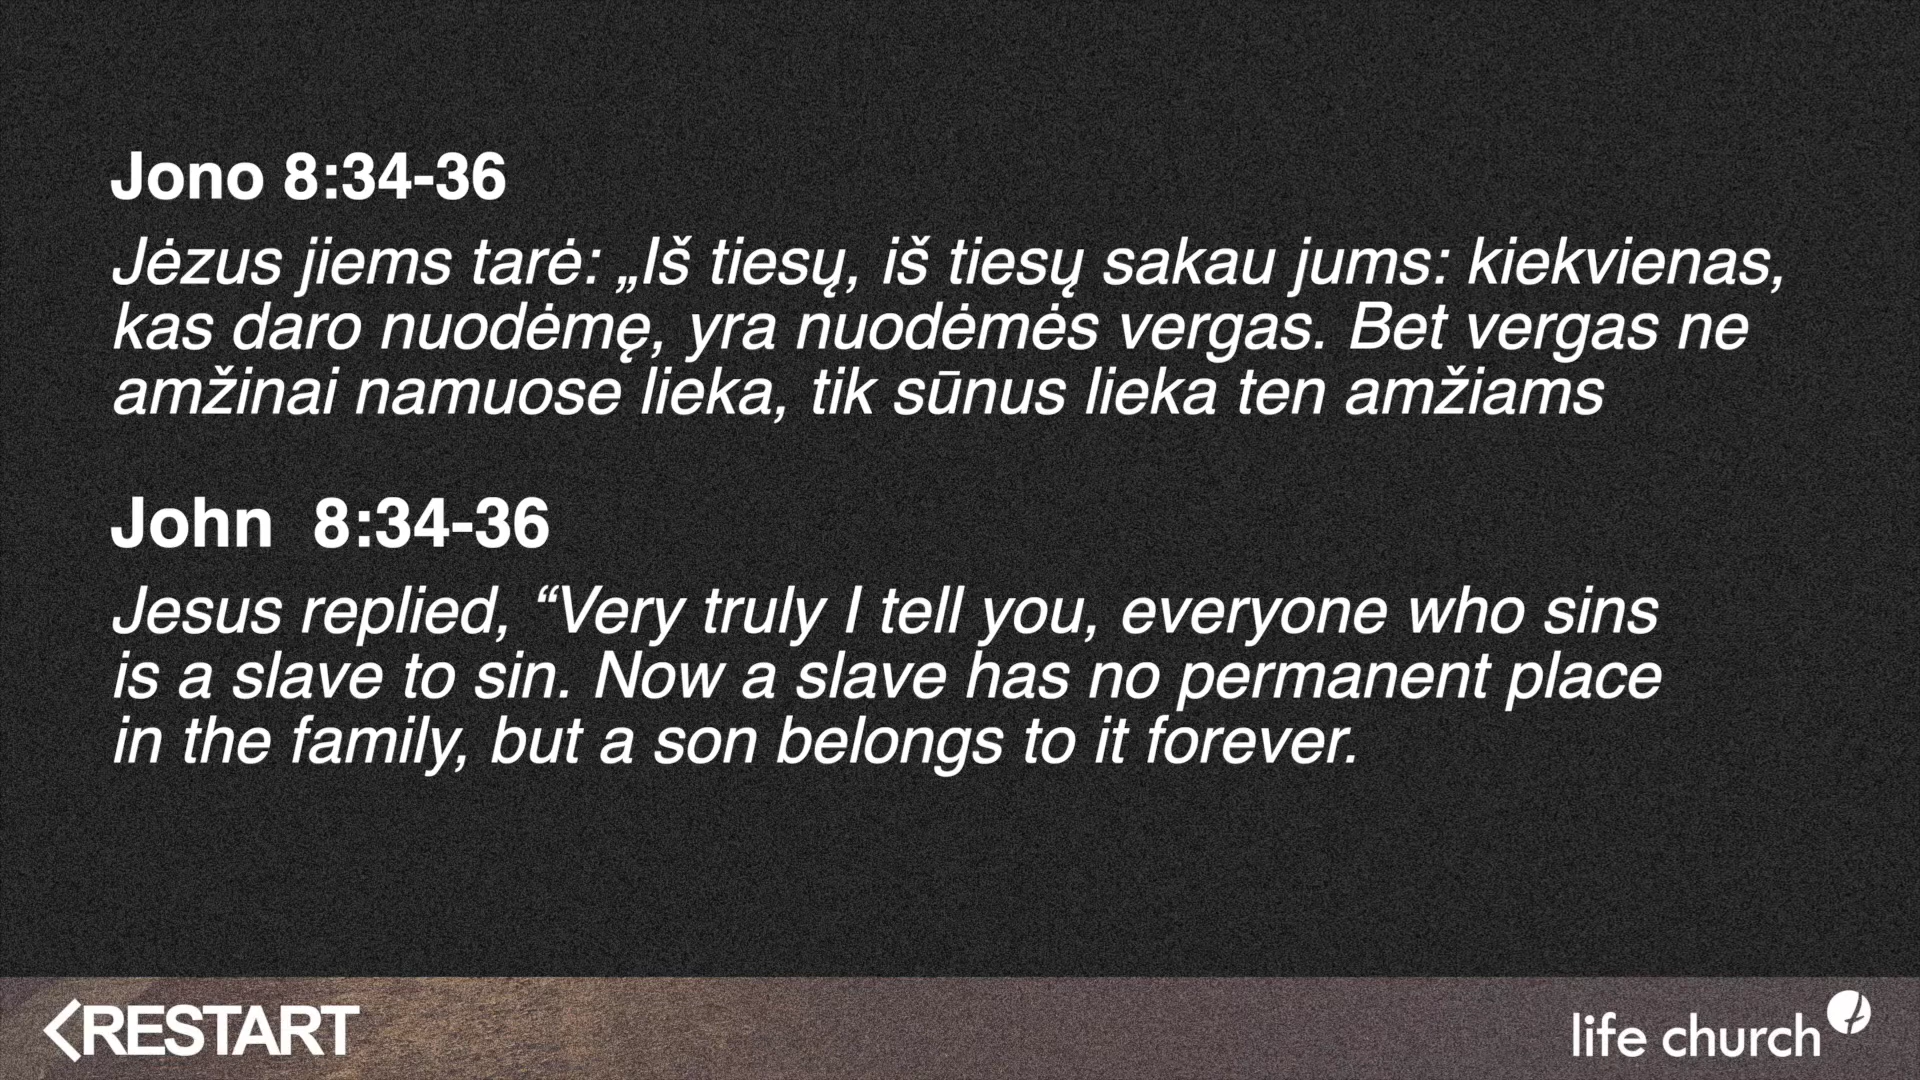 Jono 8:34-36
Jėzus jiems tarė: „Iš tiesų, iš tiesų sakau jums: kiekvienas,
kas daro nuodėmę, yra nuodėmės vergas. Bet vergas ne
amžinai namuose lieka, tik sūnus lieka ten amžiams
John  8:34-36
Jesus replied, “Very truly I tell you, everyone who sins
is a slave to sin. Now a slave has no permanent place
in the family, but a son belongs to it forever.
RESTART
life church